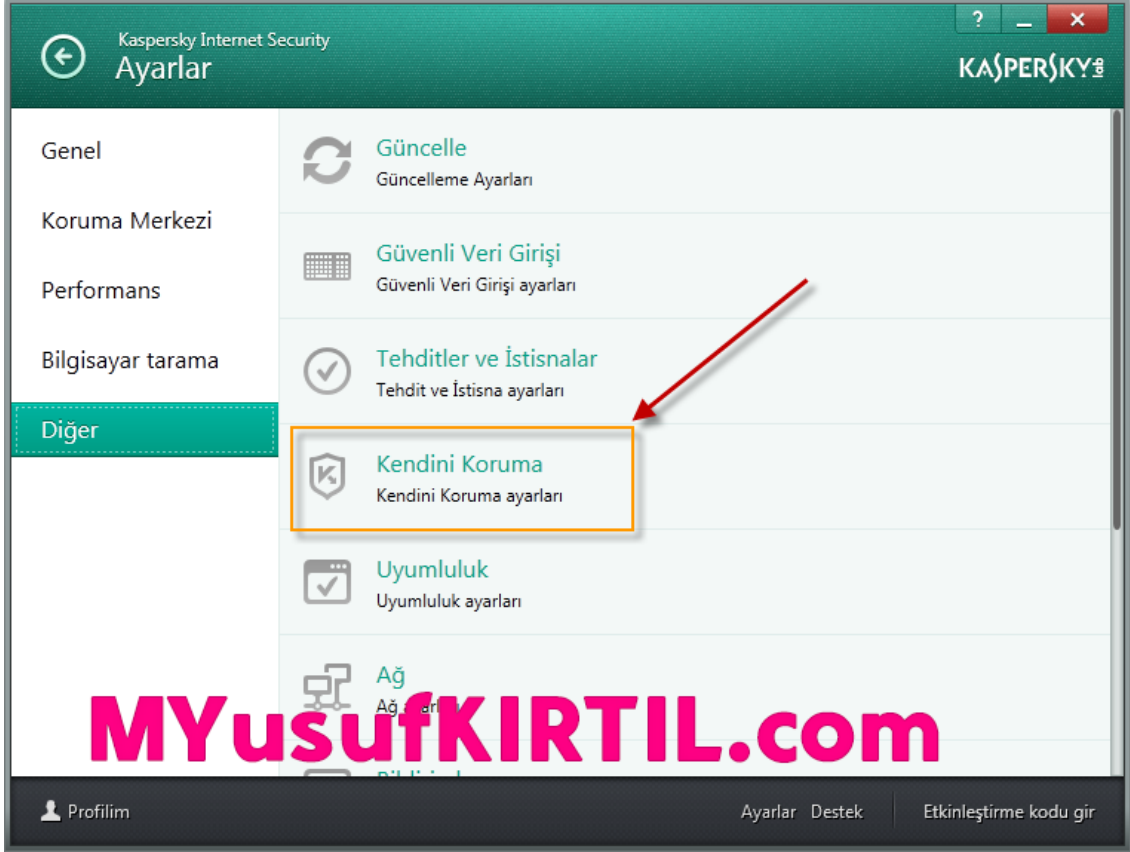 Kaspersky Internet Security
Ayarlar
?
KASPERSKY lab
Genel
Koruma Merkezi
Performans
Bilgisayar tarama
Diğer
Güncelle
Güncelleme Ayarları
Güvenli Veri Girişi
Güvenli Veri Girişi ayarları
Tehditler ve İstisnalar
Tehdit ve İstisna ayarları
Kendini Koruma
Kendini Koruma ayarları
Uyumluluk
Uyumluluk ayarları
Ağ
Ağ
MYusufKIRTIL.com
Profilim
Ayarlar Destek Etkinleştirme kodu gir